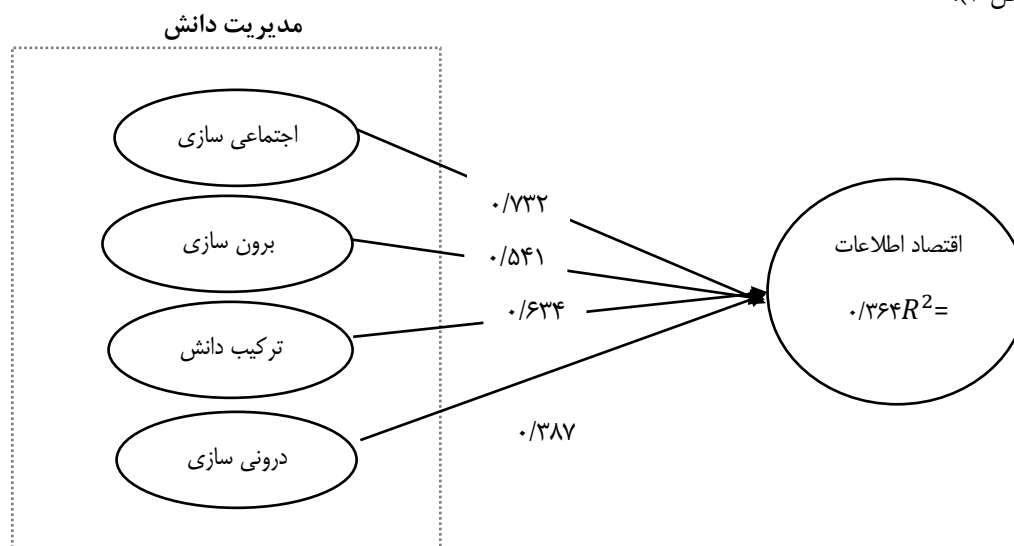 مدیریت دانش
اجتماعی سازی
۰/۷۳۲
برون سازی
۰/۵۴۱
ترکیب دانش
۰/۶۳۴
درونی سازی
۰/۳۸۷
اقتصاد اطلاعات
۰/۳۶۴R²=